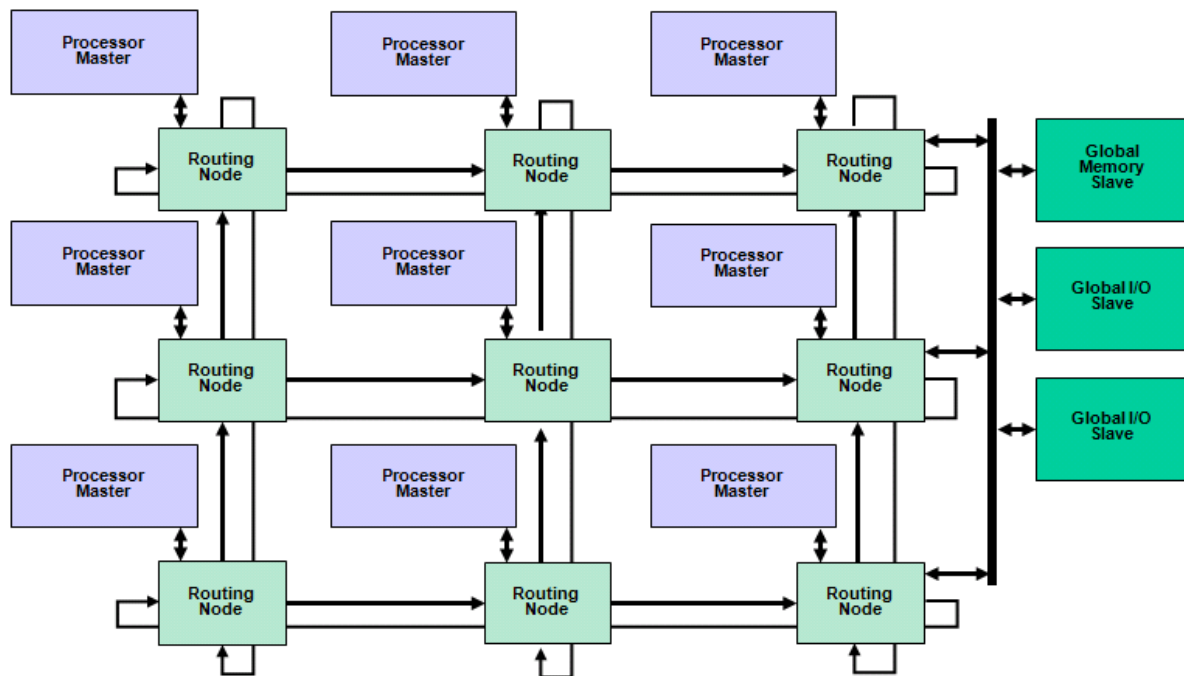 Processor
Master
Processor
Master
Processor
Master
Routing
Node
Routing
Node
Routing
Node
Global
Memory
Slave
Processor
Master
Processor
Master
Processor
Master
Global I/O
Slave
Routing
Node
Routing
Node
Routing
Node
Global I/O
Slave
Processor
Master
Processor
Master
Processor
Master
Routing
Node
Routing
Node
Routing
Node